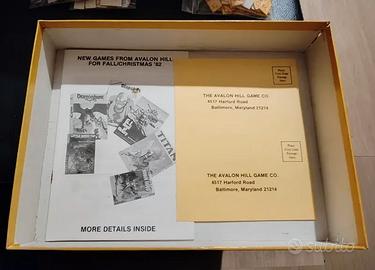 NEW GAMES FROM AVALON HILL
FOR FALL/CHRISTMAS '82
TITAN
MORE DETAILS INSIDE
THE AVALON HILL GAME CO.
4517 Harford Road
Baltimore, Maryland 21214
THE AVALON HILL GAME CO.
4517 Harford Road
Baltimore, Maryland 21214
subito